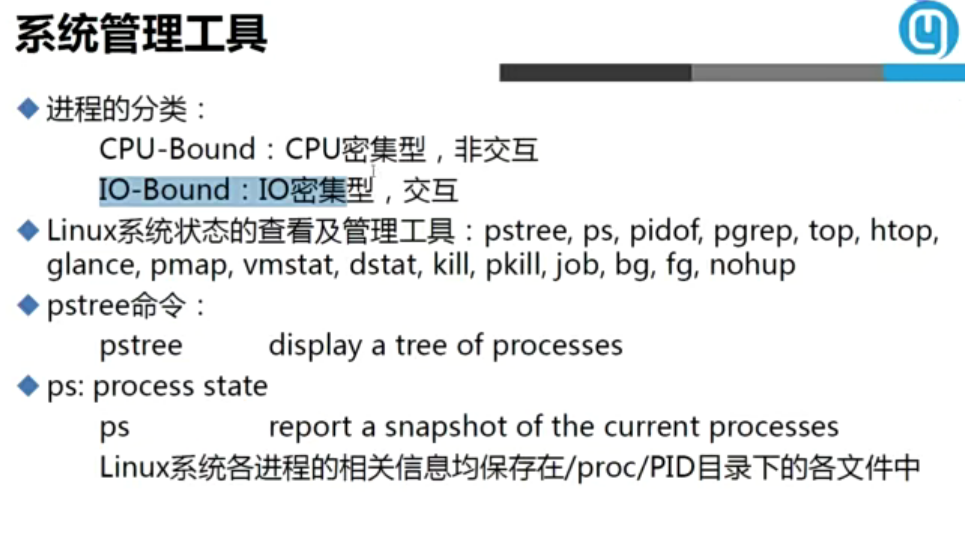 系统管理工具
进程的分类：
CPU-Bound：CPU密集型，非交互
IO-Bound：IO密集型，交互
Linux系统状态的查看及管理工具：pstree, ps, pidof, pgrep, top, htop,
glance, pmap, vmstat, dstat, kill, pkill, job, bg, fg, nohup
pstree命令：
pstree display a tree of processes
ps: process state
ps report a snapshot of the current processes
Linux系统各进程的相关信息均保存在/proc/PID目录下的各文件中